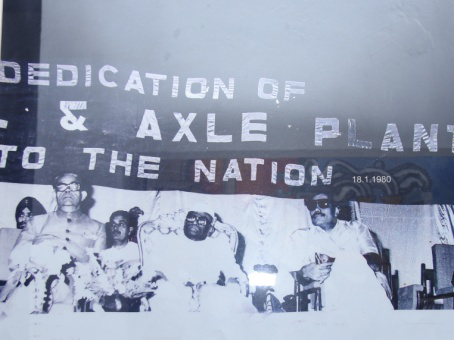 DEDICATION OF
& AXLE PLANT
TO THE NATION
18.1.1980